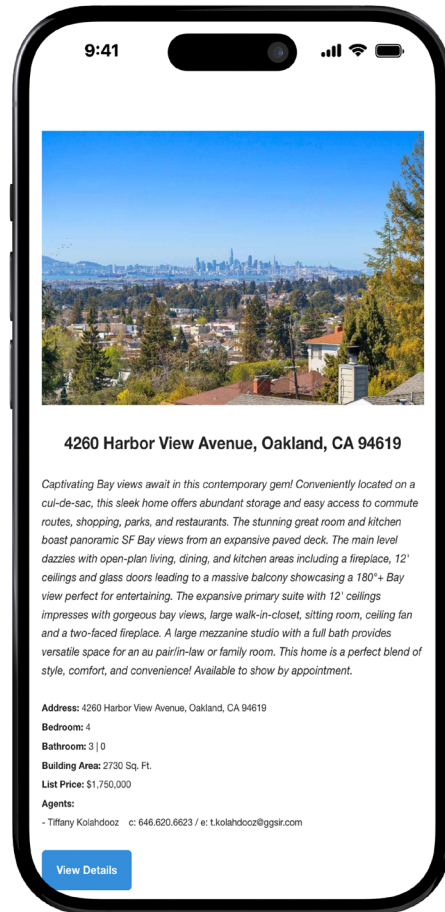 9:41
4260 Harbor View Avenue, Oakland, CA 94619
Captivating Bay views await in this contemporary gem! Conveniently located on a
cul-de-sac, this sleek home offers abundant storage and easy access to commute
routes, shopping, parks, and restaurants. The stunning great room and kitchen
boast panoramic SF Bay views from an expansive paved deck. The main level
dazzles with open-plan living, dining, and kitchen areas including a fireplace, 12'
ceilings and glass doors leading to a massive balcony showcasing a 180°+ Bay
view perfect for entertaining. The expansive primary suite with 12' ceilings
impresses with gorgeous bay views, large walk-in-closet, sitting room, ceiling fan
and a two-faced fireplace. A large mezzanine studio with a full bath provides
versatile space for an au pair/in-law or family room. This home is a perfect blend of
style, comfort, and convenience! Available to show by appointment.
Address: 4260 Harbor View Avenue, Oakland, CA 94619
Bedroom: 4
Bathroom: 3 | 0
Building Area: 2730 Sq. Ft.
List Price: $1,750,000
Agents:
- Tiffany Kolahdooz c: 646.620.6623 / e: t.kolahdooz@ggsir.com
View Details